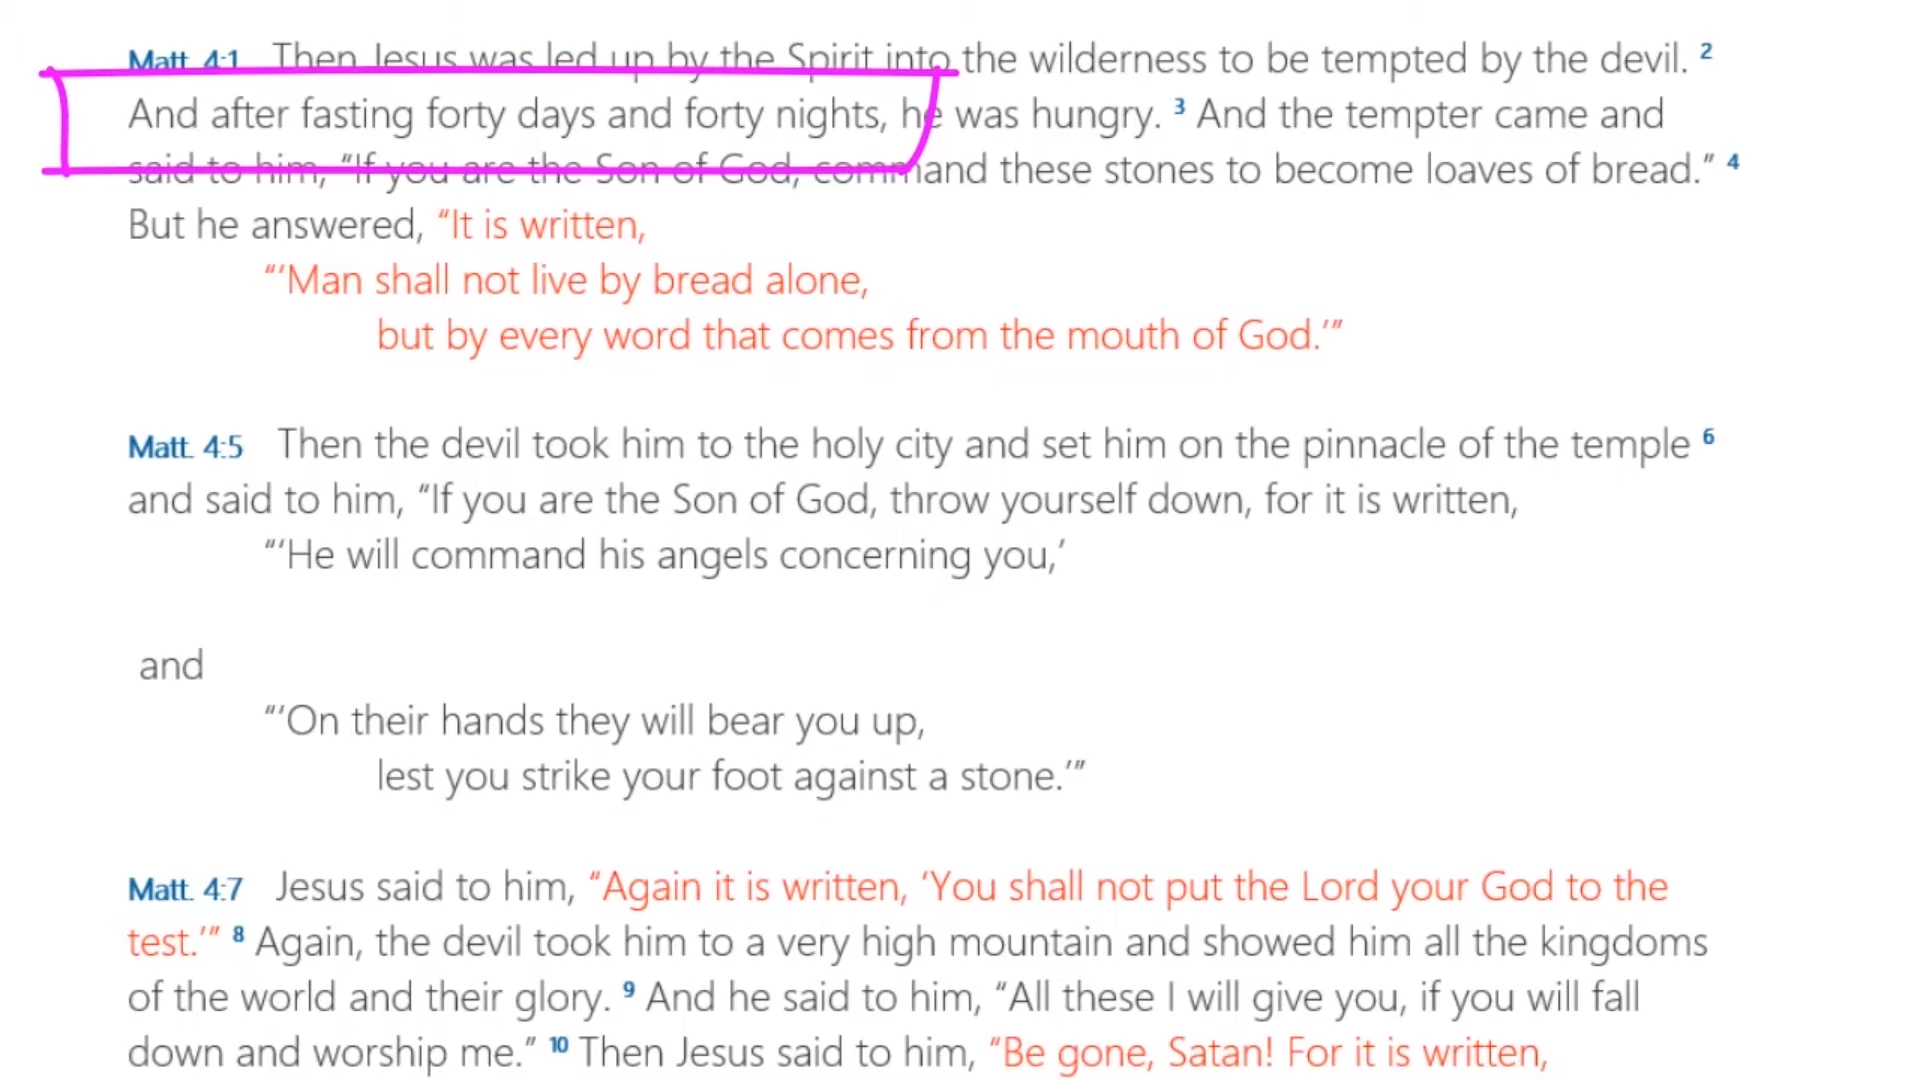 Matt. 4:1 Then Jesus was led up by the Spirit into the wilderness to be tempted by the devil. 2
And after fasting forty days and forty nights, he was hungry. 3 And the tempter came and
said to him, “If you are the Son of God, command these stones to become loaves of bread.” 4
But he answered, “It is written,
“‘Man shall not live by bread alone,
but by every word that comes from the mouth of God.’”
Matt. 4:5 Then the devil took him to the holy city and set him on the pinnacle of the temple 6
and said to him, “If you are the Son of God, throw yourself down, for it is written,
“‘He will command his angels concerning you,’
and
“‘On their hands they will bear you up,
lest you strike your foot against a stone.’”
Matt. 4:7 Jesus said to him, “Again it is written, ‘You shall not put the Lord your God to the
test.’” 8 Again, the devil took him to a very high mountain and showed him all the kingdoms
of the world and their glory. 9 And he said to him, “All these I will give you, if you will fall
down and worship me.” 10 Then Jesus said to him, “Be gone, Satan! For it is written,